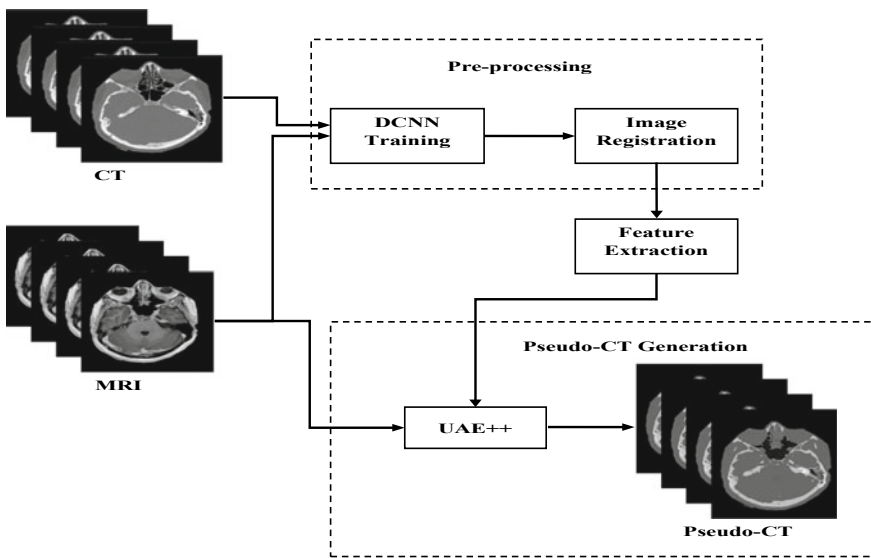 Pre-processing
DCNN
Training
Image
Registration
CT
Feature
Extraction
MRI
Pseudo-CT Generation
UAE++
Pseudo-CT